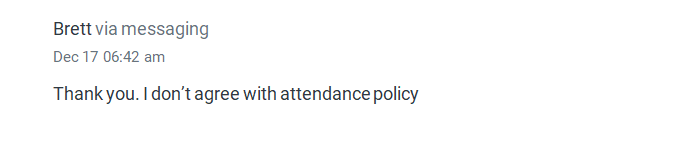 Brett via messaging
Dec 17 06:42 am
Thank you. I don’t agree with attendance policy